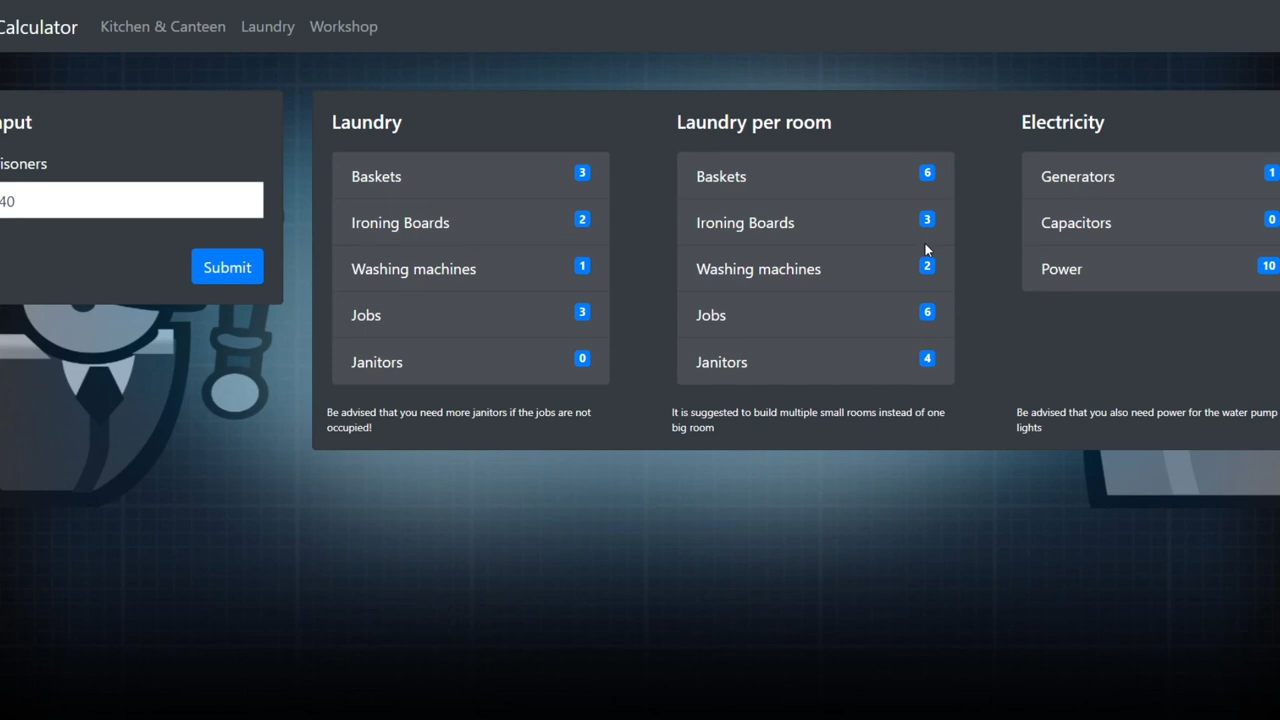 Calculator Kitchen & Canteen Laundry Workshop
nput
isoners
40
Submit
Laundry
Baskets 3
Ironing Boards 2
Washing machines 1
Jobs 3
Janitors 0
Be advised that you need more janitors if the jobs are not
occupied!
Laundry per room
Baskets 6
Ironing Boards 3
Washing machines 2
Jobs 6
Janitors 4
It is suggested to build multiple small rooms instead of one
big room
Electricity
Generators 1
Capacitors 0
Power 10
Be advised that you also need power for the water pump
lights